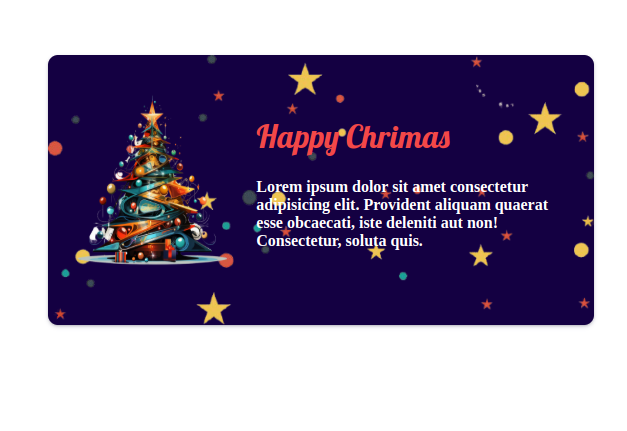 Happy Chrimas
Lorem ipsum dolor sit amet consectetur
adipisicing elit. Provident aliquam quaerat
esse obcaecati, iste deleniti aut non!
Consectetur, soluta quis.